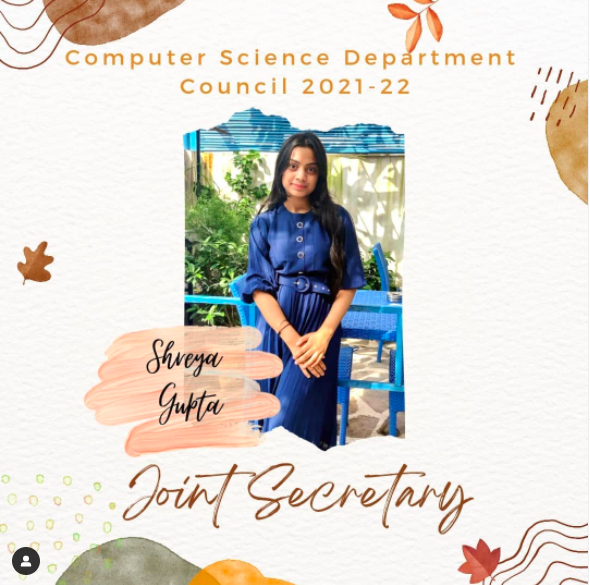 Computer Science Department
Council 2021-22
Shreya
Gupta
Joint Secretary